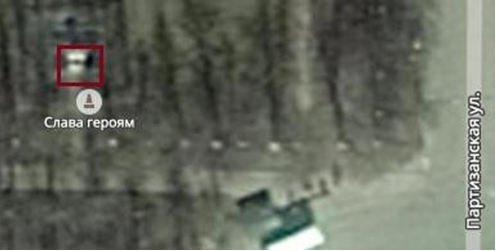 Слава героям
Партизанская ул.